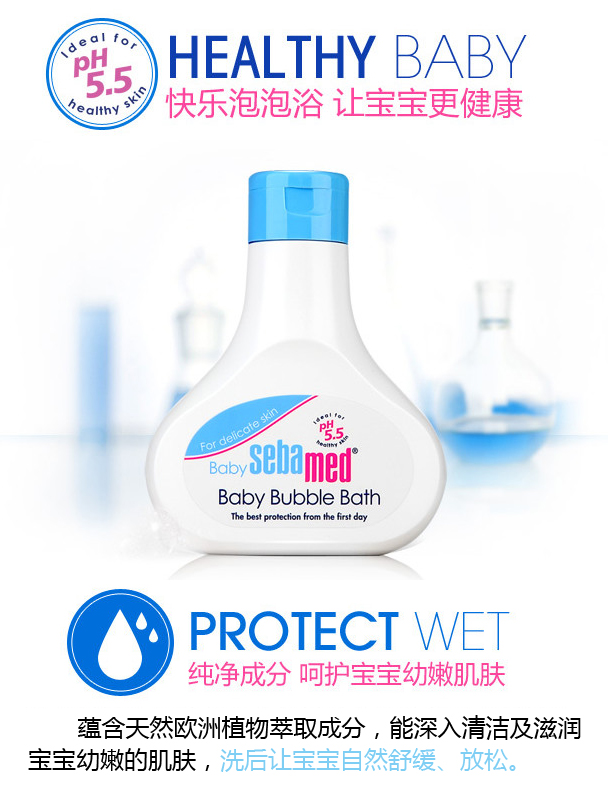 Ideal for
pH
5.5
healthy skin
HEALTHY BABY
快乐泡泡浴 让宝宝更健康
For delicate skin
Ideal for
pH
5.5
healthy skin
Baby sebamed®
Baby Bubble Bath
The best protection from the first day
PROTECT WET
纯净成分 呵护宝宝幼嫩肌肤
蕴含天然欧洲植物萃取成分，能深入清洁及滋润
宝宝幼嫩的肌肤，洗后让宝宝自然舒缓、放松。